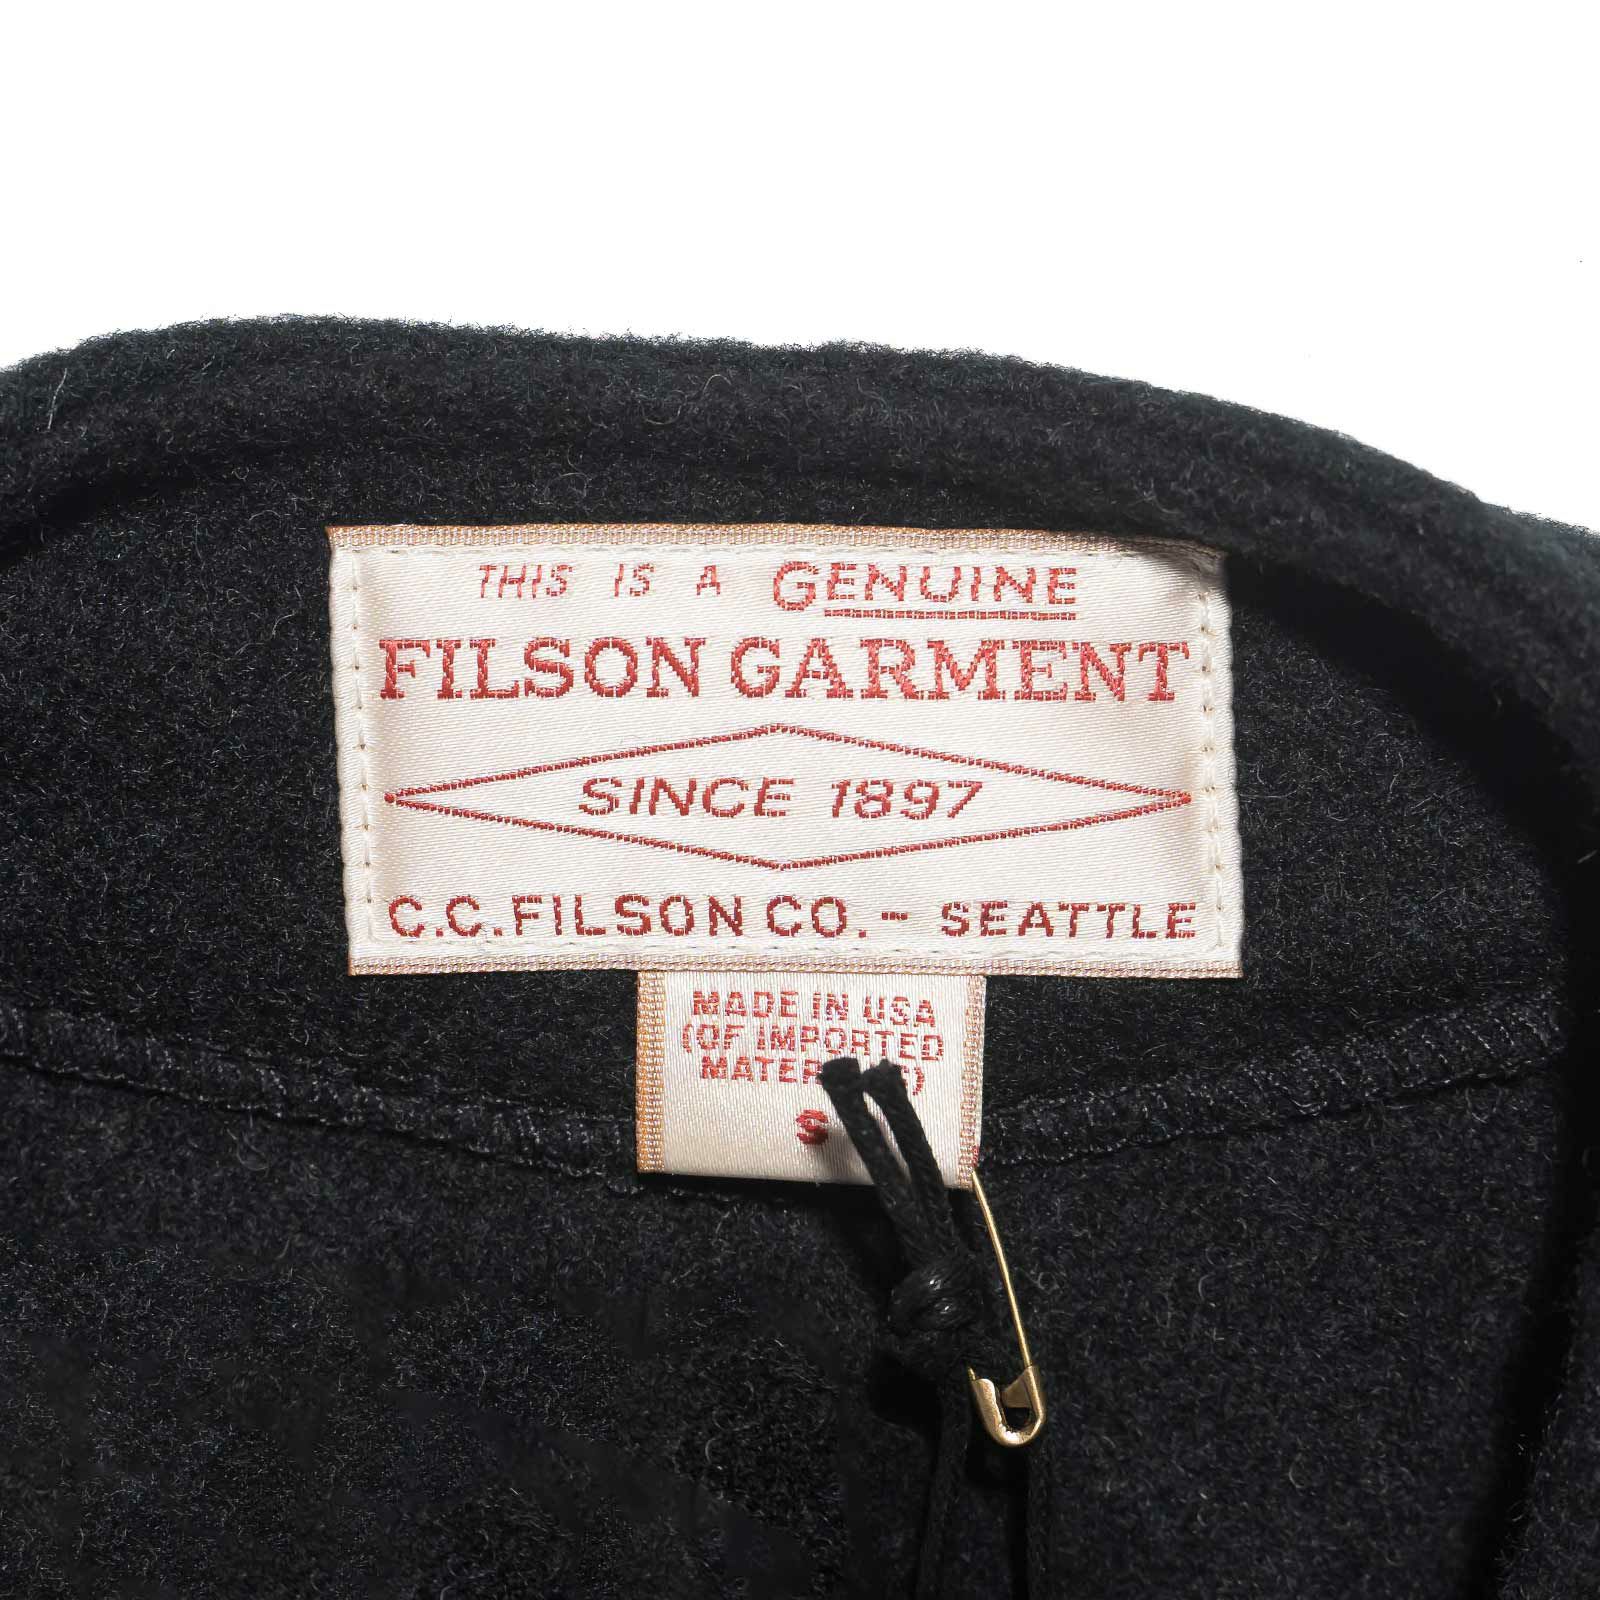 THIS IS A GENUINE
FILSON GARMENT
SINCE 1897
C.C. FILSON CO. - SEATTLE
MADE IN USA
(OF IMPORTED
S